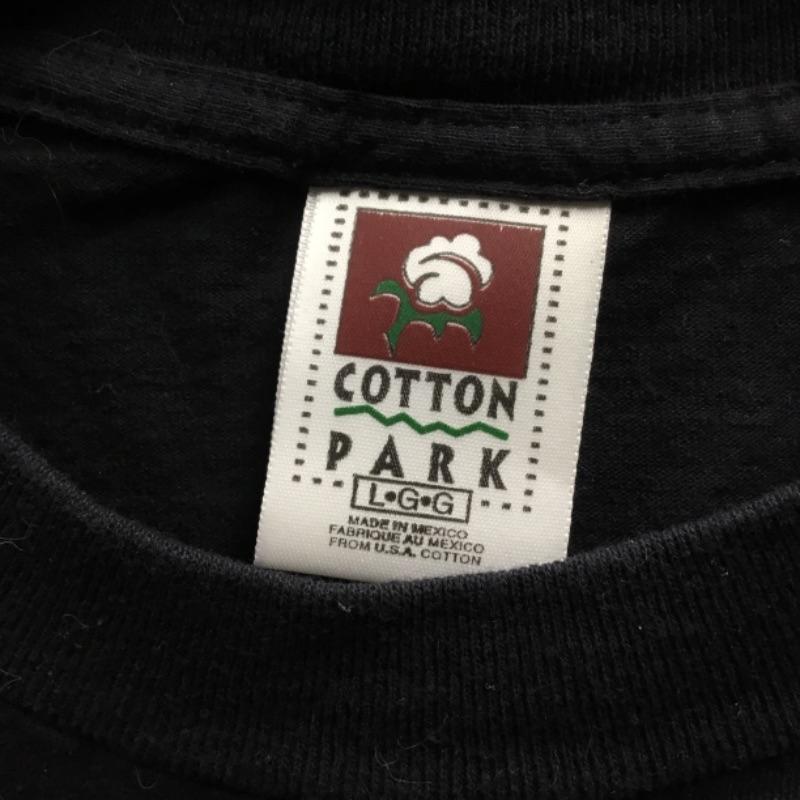 COTTON
PARK
L•G•G
MADE IN MEXICO
FABRIQUE AU MEXICO
FROM U.S.A. COTTON